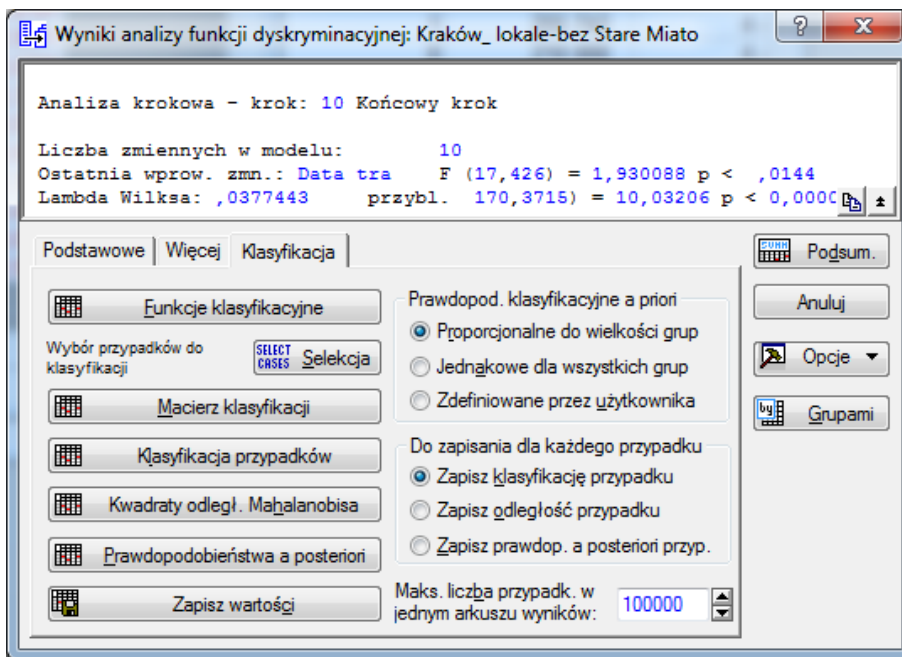 Wyniki analizy funkcji dyskryminacyjnej: Kraków_ lokale-bez Stare Miato
Analiza krokowa - krok: 10 Końcowy krok
Liczba zmiennych w modelu: 10
Ostatnia wprow. zmn.: Data tra F (17,426) = 1,930088 p < ,0144
Lambda Wilksa: ,0377443 przybl. 170,3715) = 10,03206 p < 0,0000
Podstawowe Więcej Klasyfikacja
Funkcje klasyfikacyjne
Wybór przypadków do
klasyfikacji
SELECT
CASES
Selekcja
Macierz klasyfikacji
Klasyfikacja przypadków
Kwadraty odległ. Mahalanobisa
Prawdopodobieństwa a posteriori
Zapisz wartości
Prawdopod. klasyfikacyjne a priori
Proporcjonalne do wielkości grup
Jednakowe dla wszystkich grup
Zdefiniowane przez użytkownika
Do zapisania dla każdego przypadku
Zapisz klasyfikację przypadku
Zapisz odległość przypadku
Zapisz prawdop. a posteriori przyp.
Maks. liczba przypadk. w
jednym arkuszu wyników: 100000
SUMM
Podsum.
Anuluj
Opcje
by
Grupami